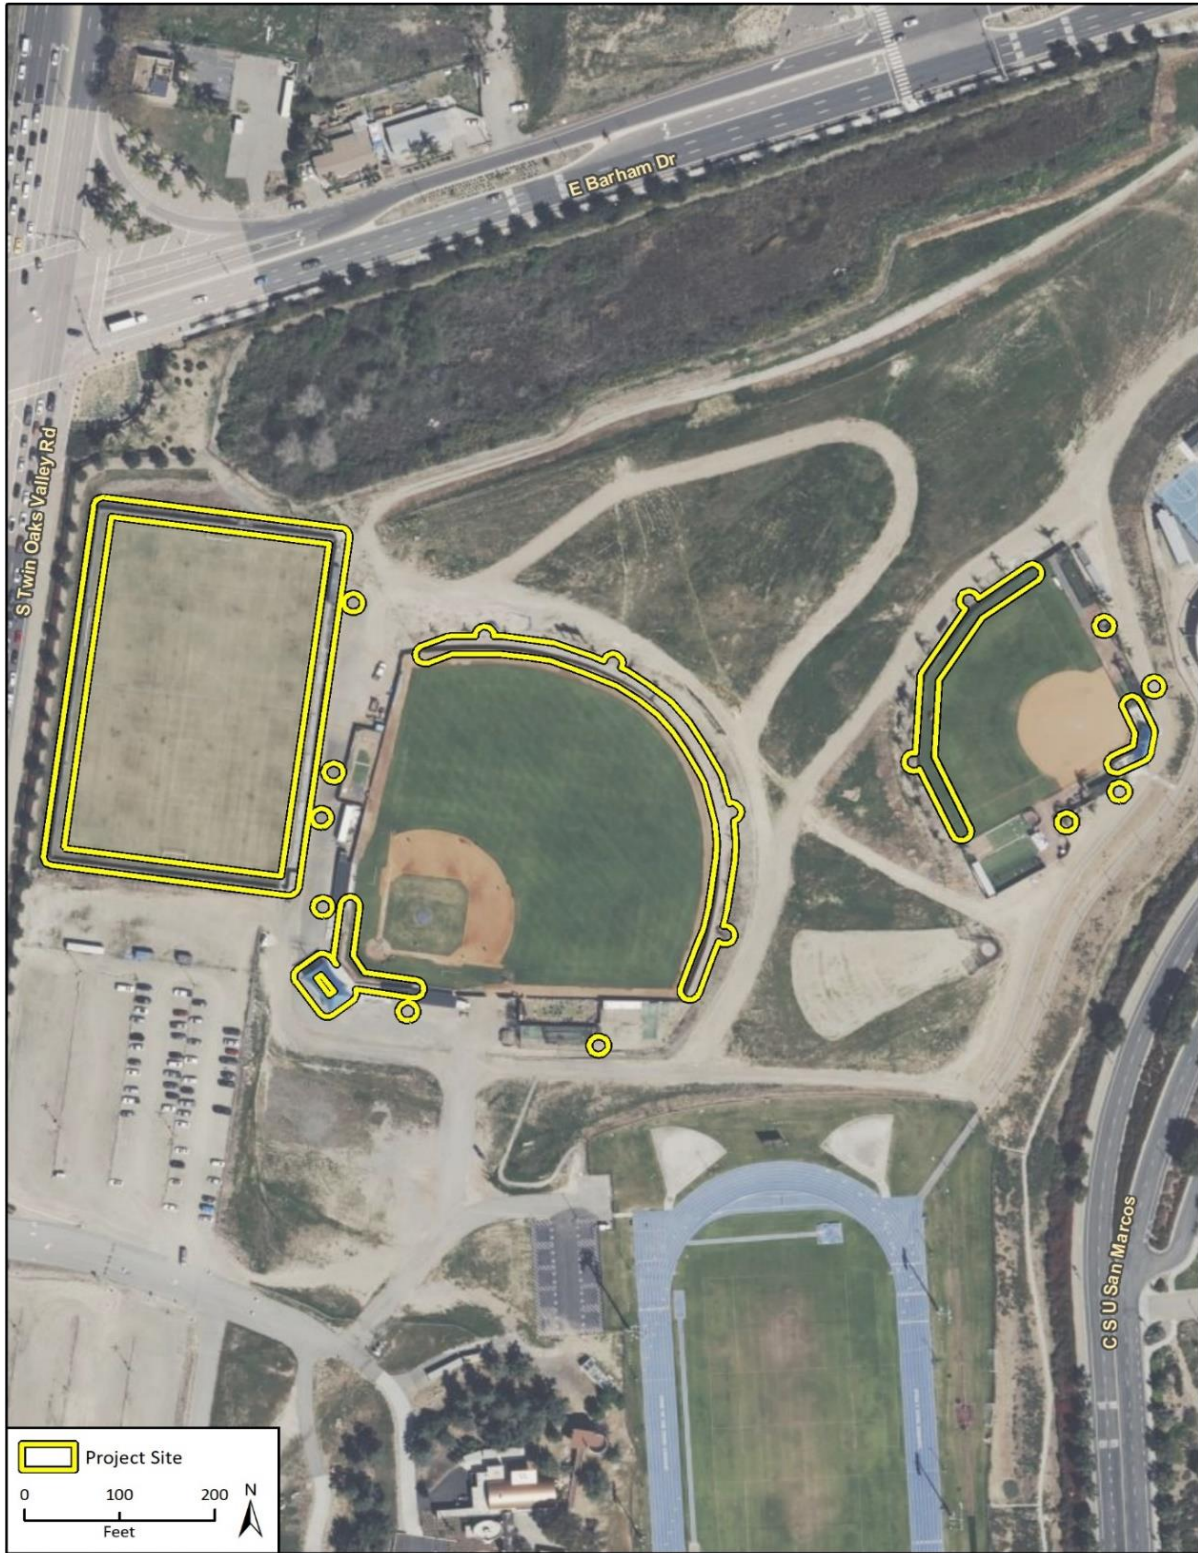 E Barham Dr
S Twin Oaks Valley Rd
C S U San Marcos
Project Site
0 100 200
Feet
N